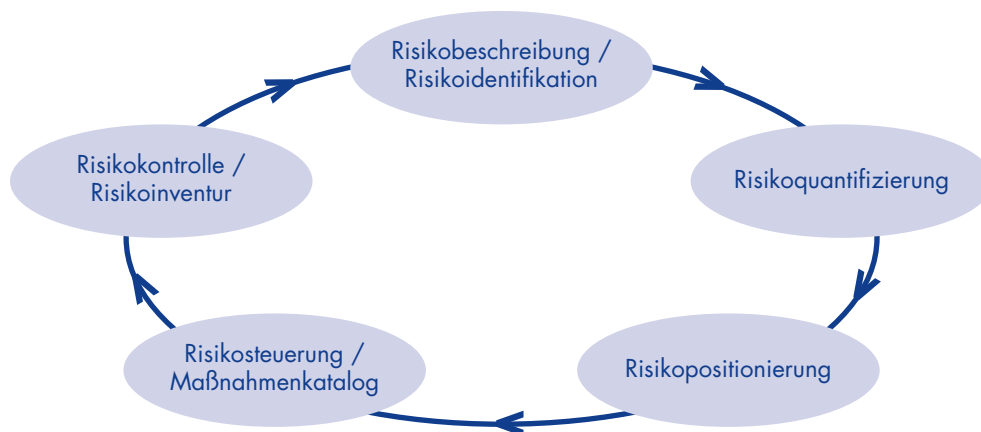 Risikobeschreibung /
Risikoidentifikation
Risikoquantifizierung
Risikopositionierung
Risikosteuerung /
Maßnahmenkatalog
Risikokontrolle /
Risikoinventur